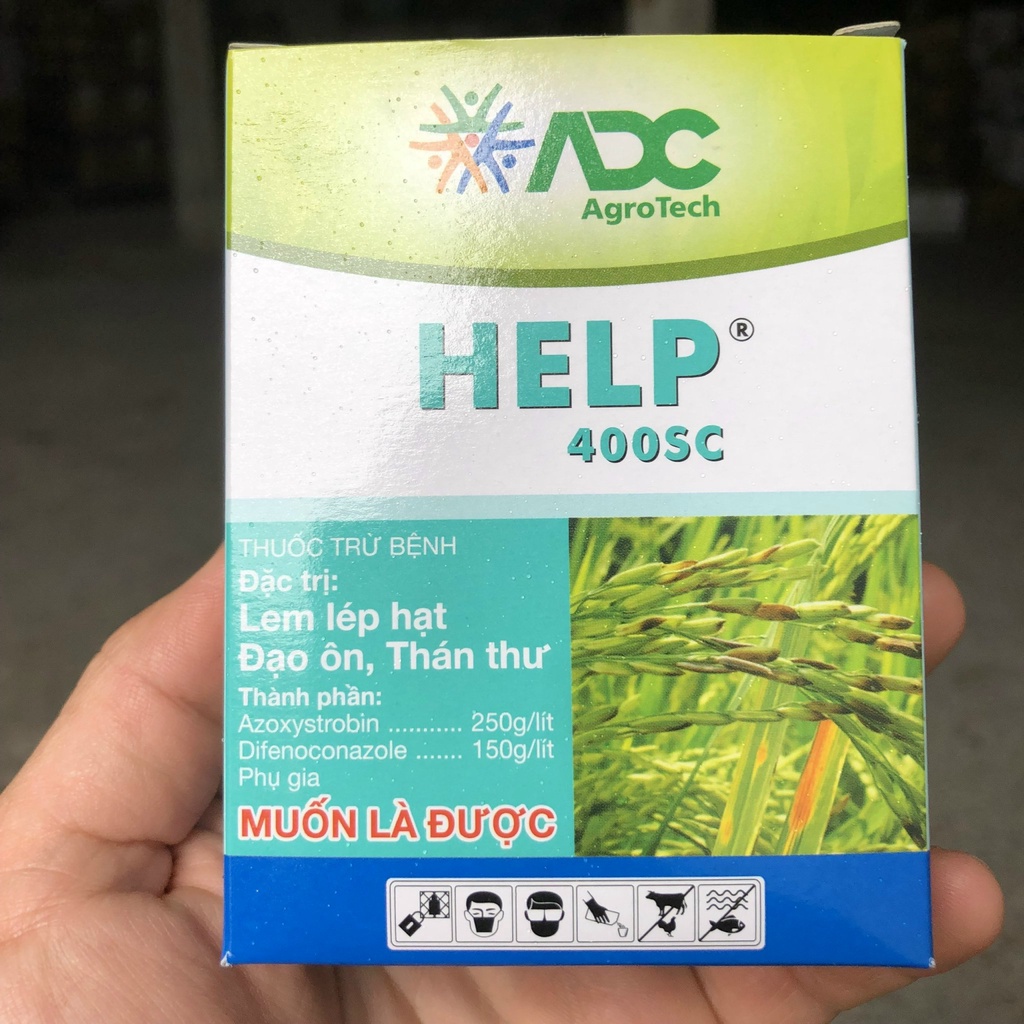 ADC
AgroTech
HELP®
400SC
THUỐC TRỪ BỆNH
Đặc trị:
Lem lép hạt
Đạo ôn, Thán thư
Thành phần:
Azoxystrobin ........... 250g/lít
Difenoconazole ....... 150g/lít
Phụ gia
MUỐN LÀ ĐƯỢC